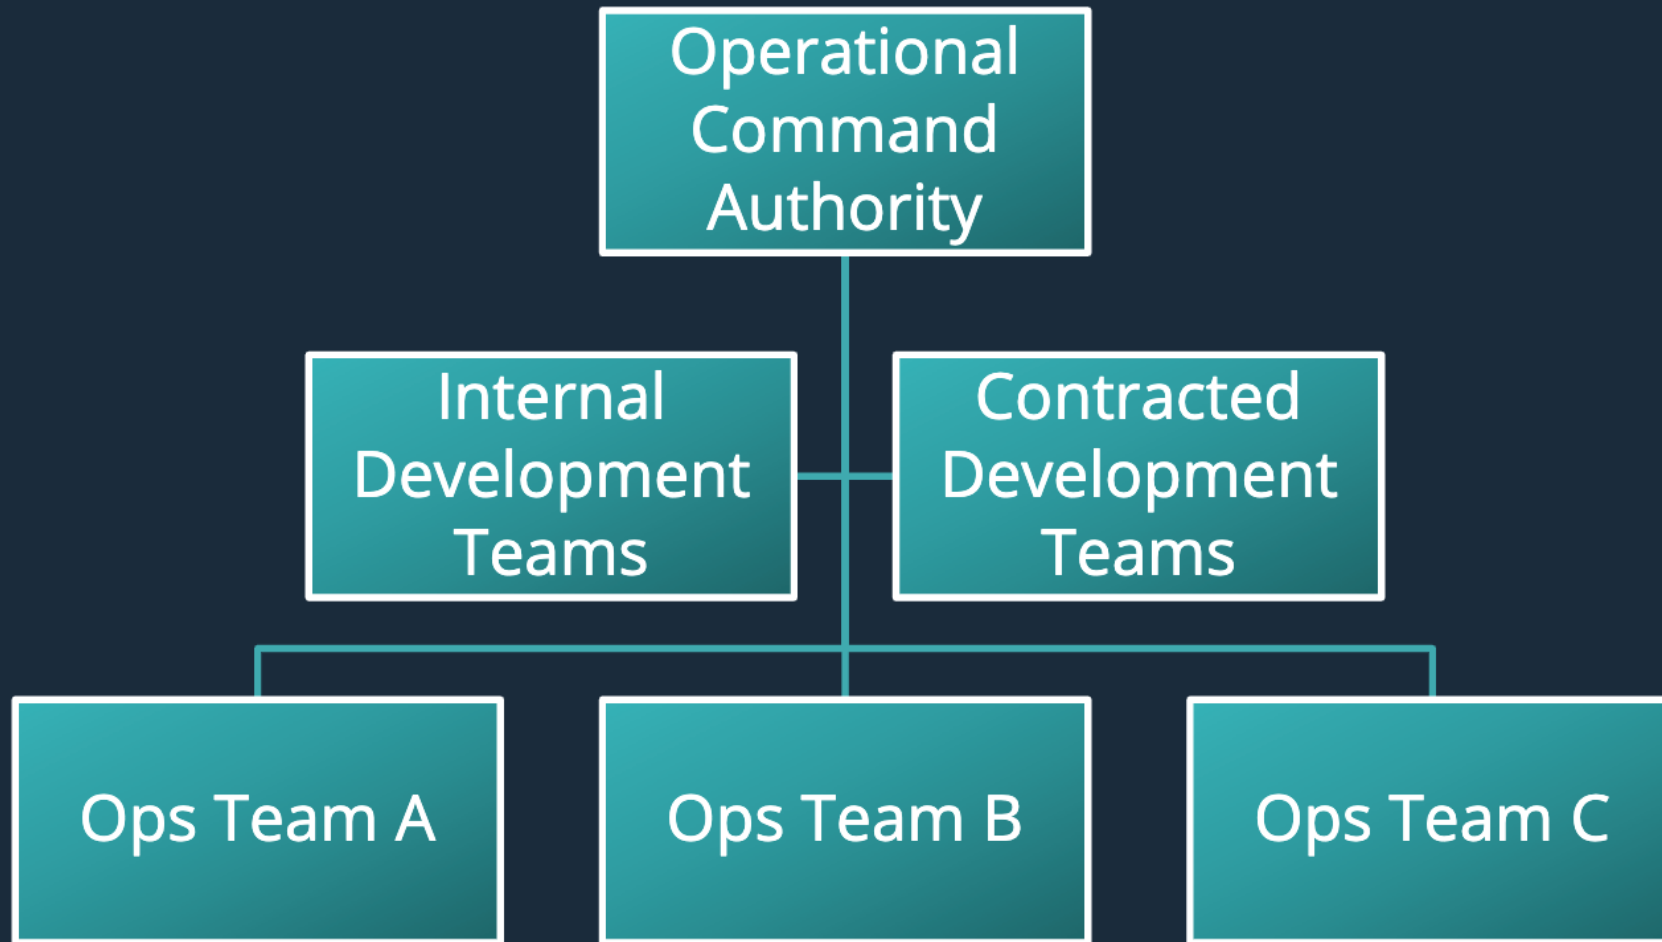 Operational
Command
Authority
Internal
Development
Teams
Contracted
Development
Teams
Ops Team A
Ops Team B
Ops Team C